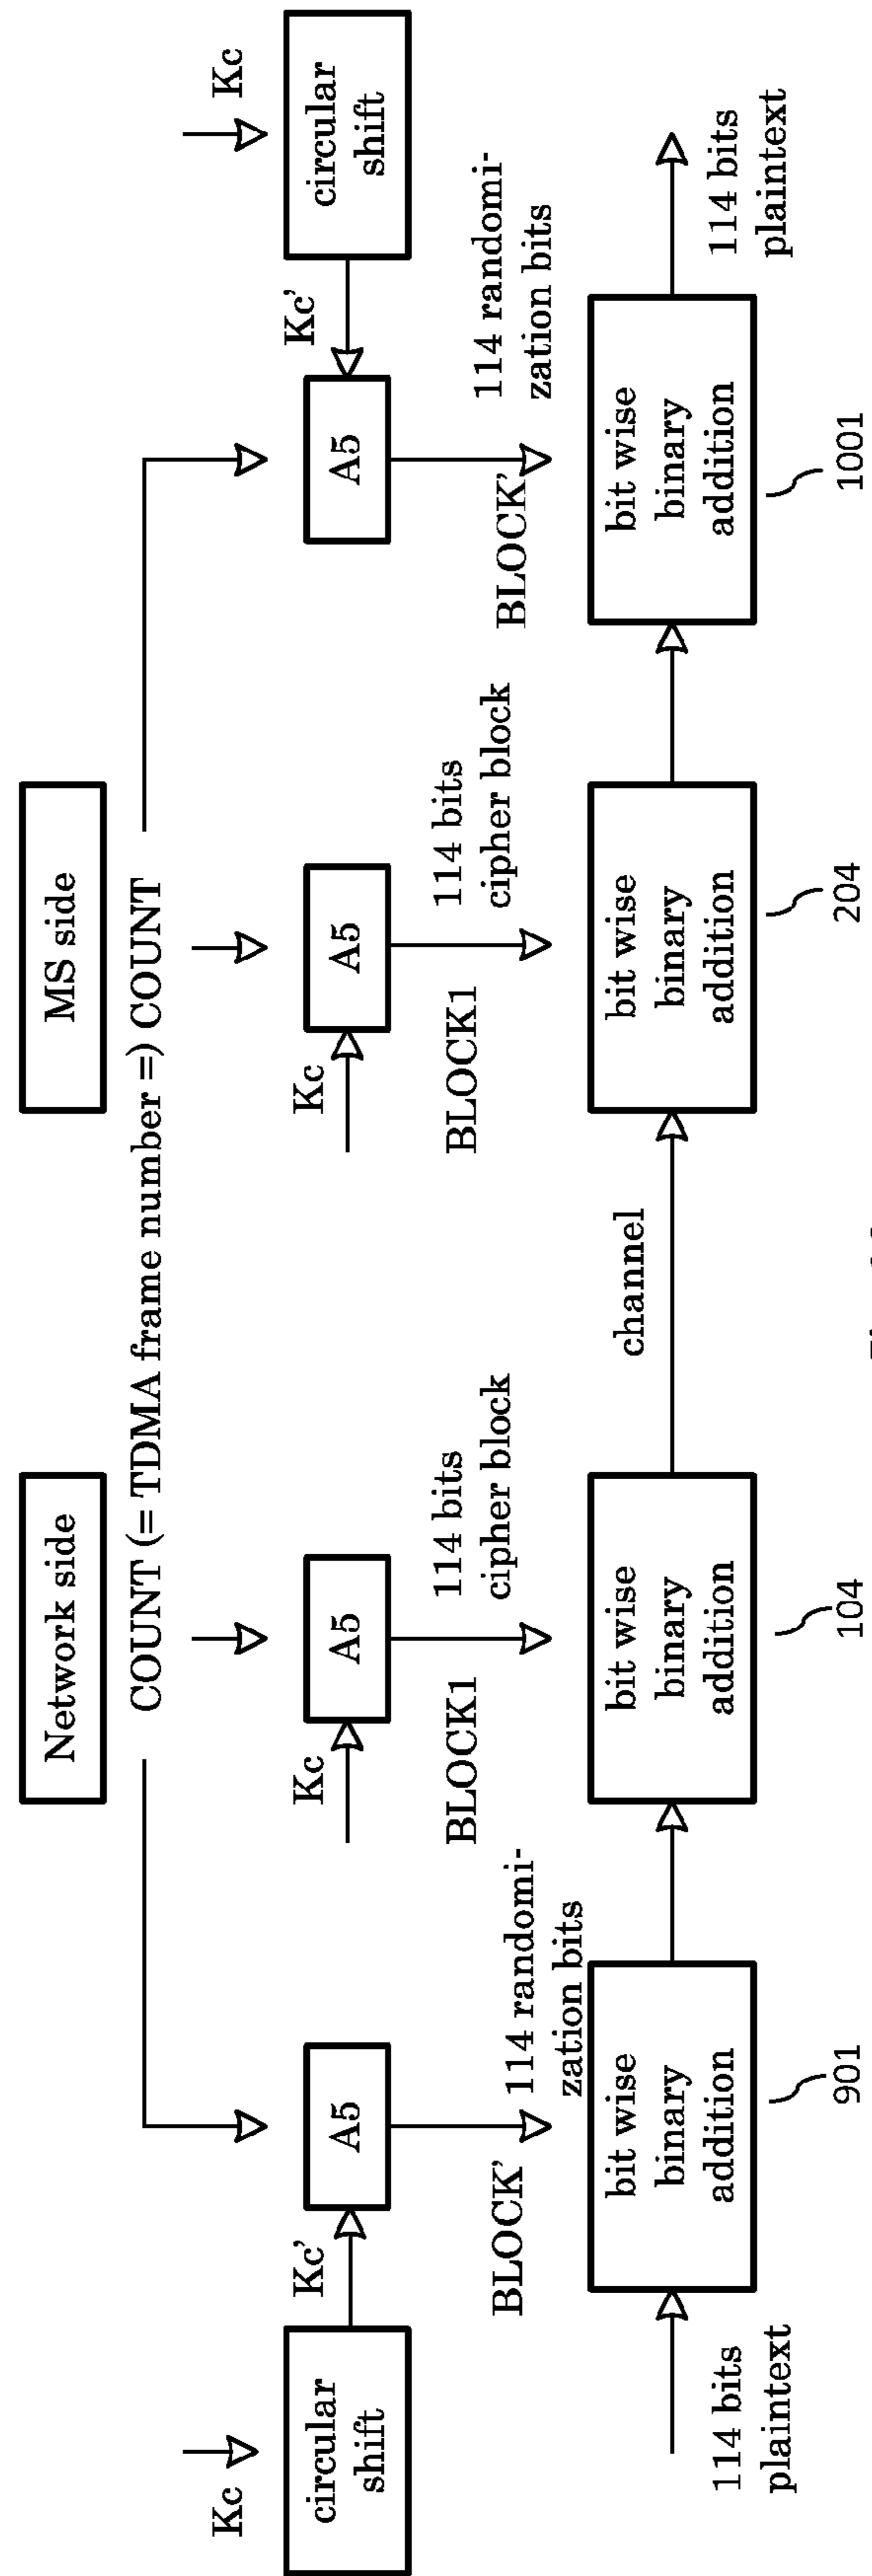 Network side
MS side
COUNT (= TDMA frame number =) COUNT
Kc
circular
shift
Kc'
A5
BLOCK'
114 randomi-
zation bits
Kc
A5
BLOCK1
114 bits
cipher block
Kc
A5
BLOCK1
114 bits
cipher block
Kc
circular
shift
Kc'
A5
BLOCK'
114 randomi-
zation bits
114 bits
plaintext
bit wise
binary
addition
901
bit wise
binary
addition
104
channel
bit wise
binary
addition
204
bit wise
binary
addition
1001
114 bits
plaintext